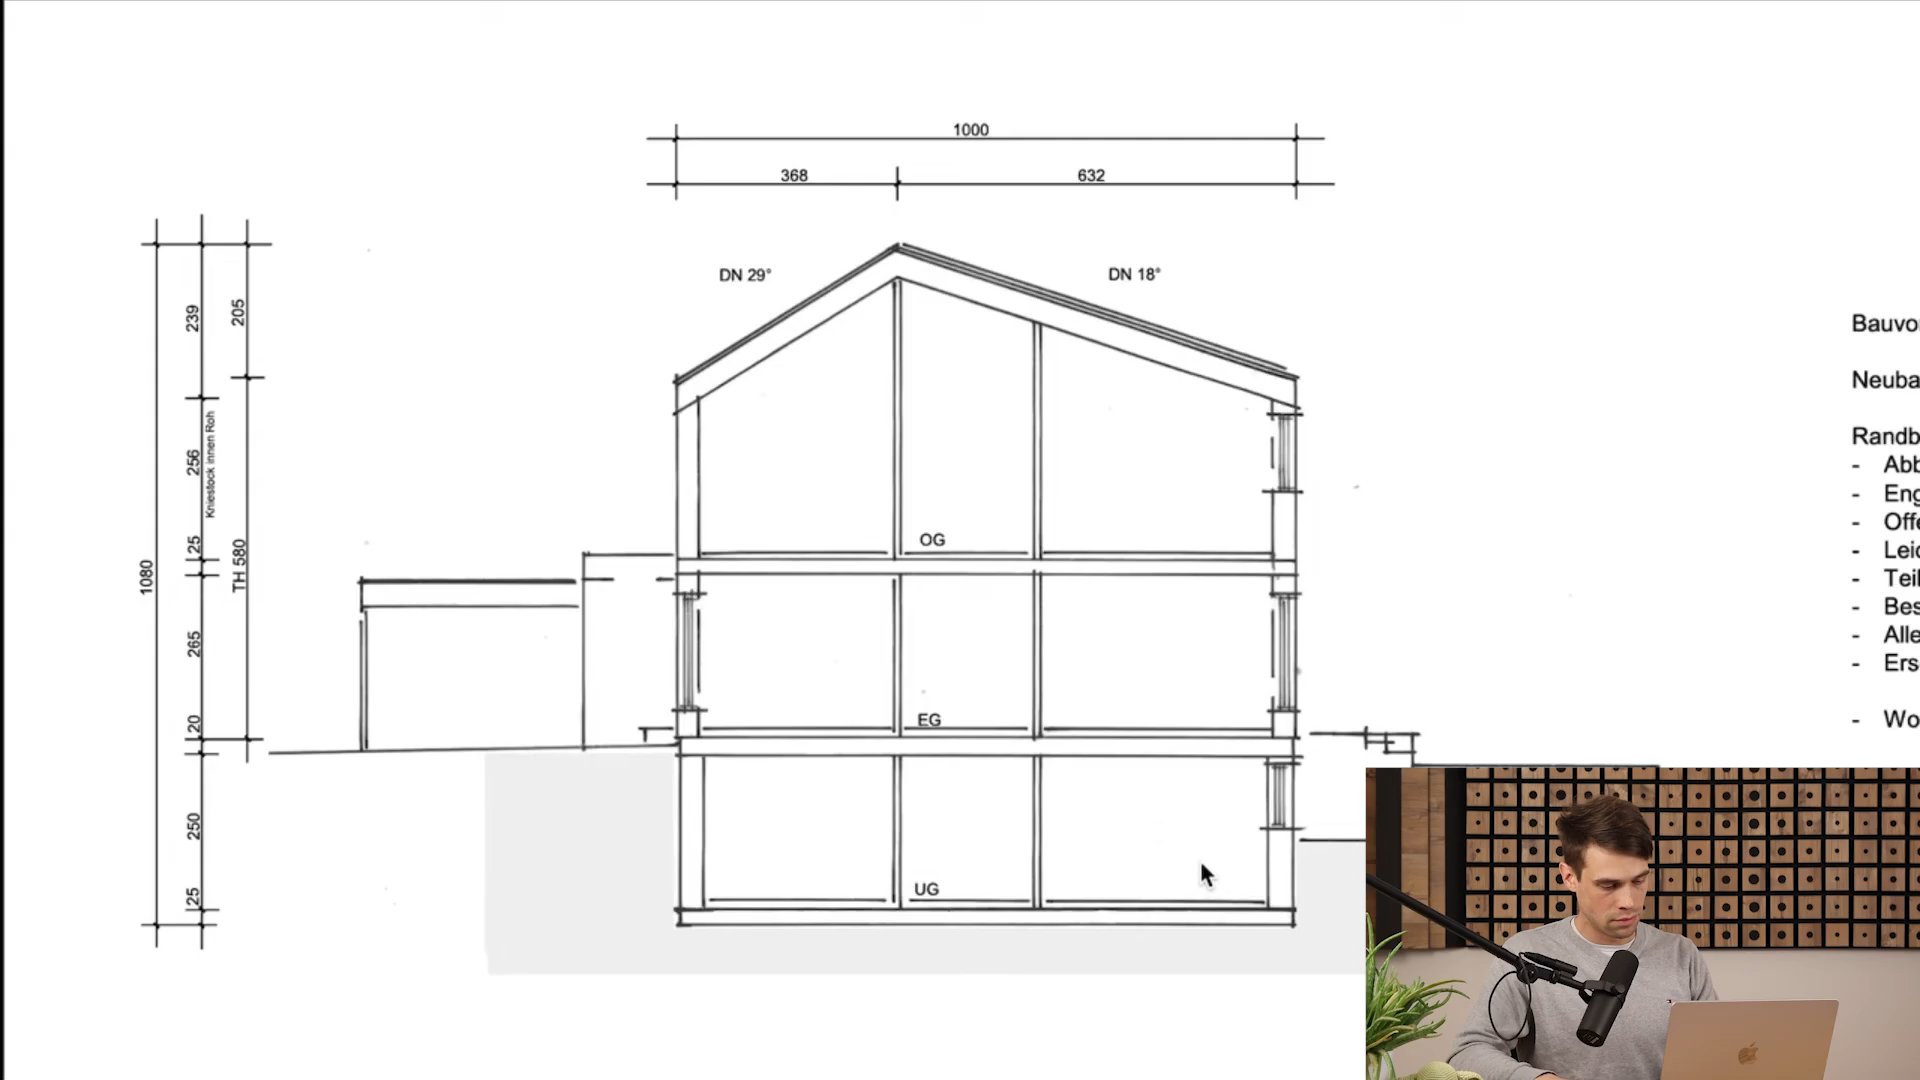 1000
368
632
DN 29°
DN 18°
239
205
256
Kniestock innen Roh
25
TH 580
1080
265
20
250
25
OG
EG
UG
Bauvo
Neuba
Randb
- Abb
- Eng
- Offe
- Leic
- Teil
- Bes
- Alle
- Ers
- Wo